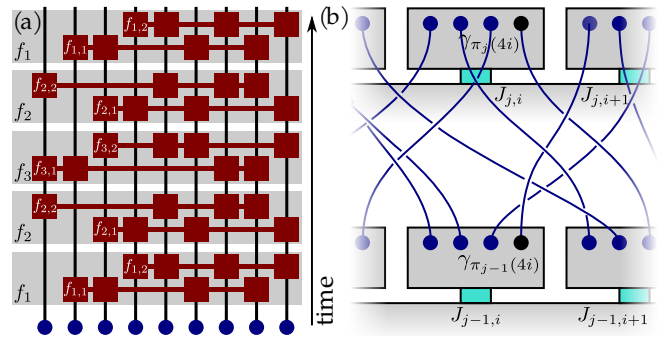 (a)
f_{1,2}
f_{1,1}
f_1
f_{2,2}
f_{2,1}
f_2
f_{3,2}
f_{3,1}
f_3
f_{2,2}
f_{2,1}
f_2
f_{1,2}
f_{1,1}
f_1
time
(b)
γ_{π_j(4i)}
J_{j,i}
J_{j,i+1}
γ_{π_{j-1}(4i)}
J_{j-1,i}
J_{j-1,i+1}